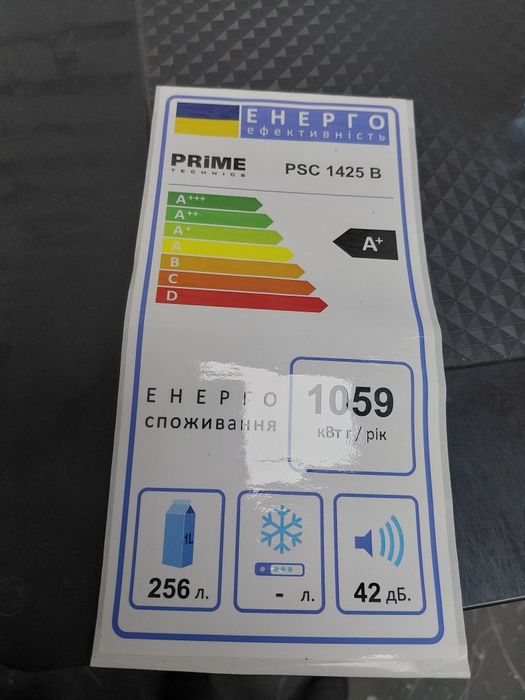 ЕНЕРГО
ефективність
PRiME
TECHNICS
PSC 1425 B
A+++
A++
A+
A
B
C
D
A+
ЕНЕРГО
споживання
1059
кВт г / рік
1L
256 л.
- л.
42 дБ.